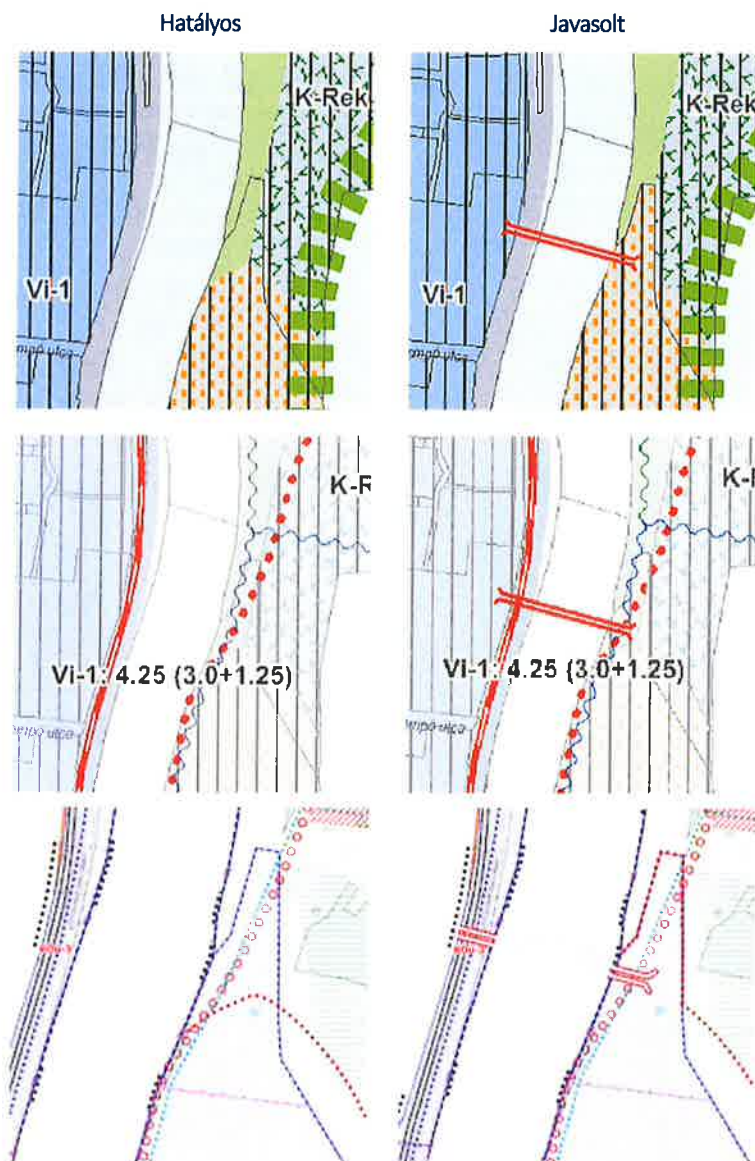 Hatályos
Javasolt
K-Rek
K-Rek
Vi-1
Vi-1
K-R
K-R
Vi-1: 4.25 (3.0+1.25)
Vi-1: 4.25 (3.0+1.25)